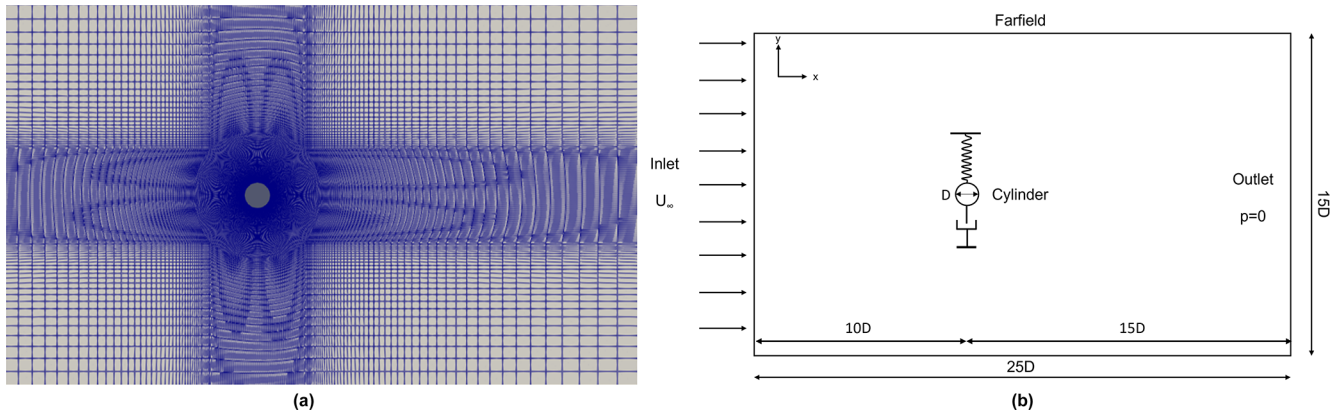 Farfield
y
x
Inlet
U∞
D
Cylinder
Outlet
p=0
15D
10D
15D
25D
(a)
(b)